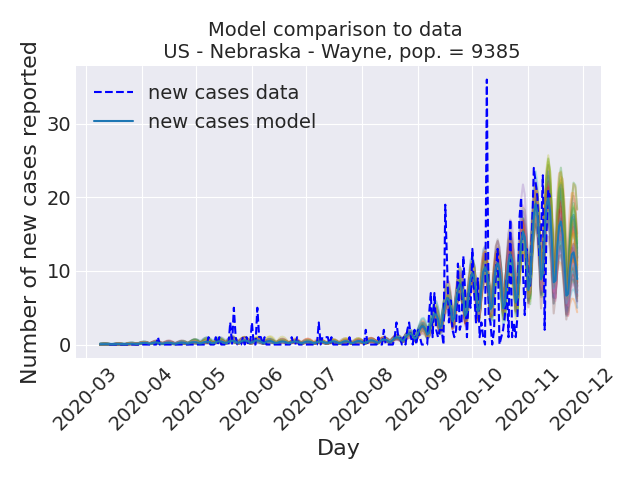 Model comparison to data
US - Nebraska - Wayne, pop. = 9385
Number of new cases reported
new cases data
new cases model
30
20
10
0
2020-03
2020-04
2020-05
2020-06
2020-07
2020-08
2020-09
2020-10
2020-11
2020-12
Day